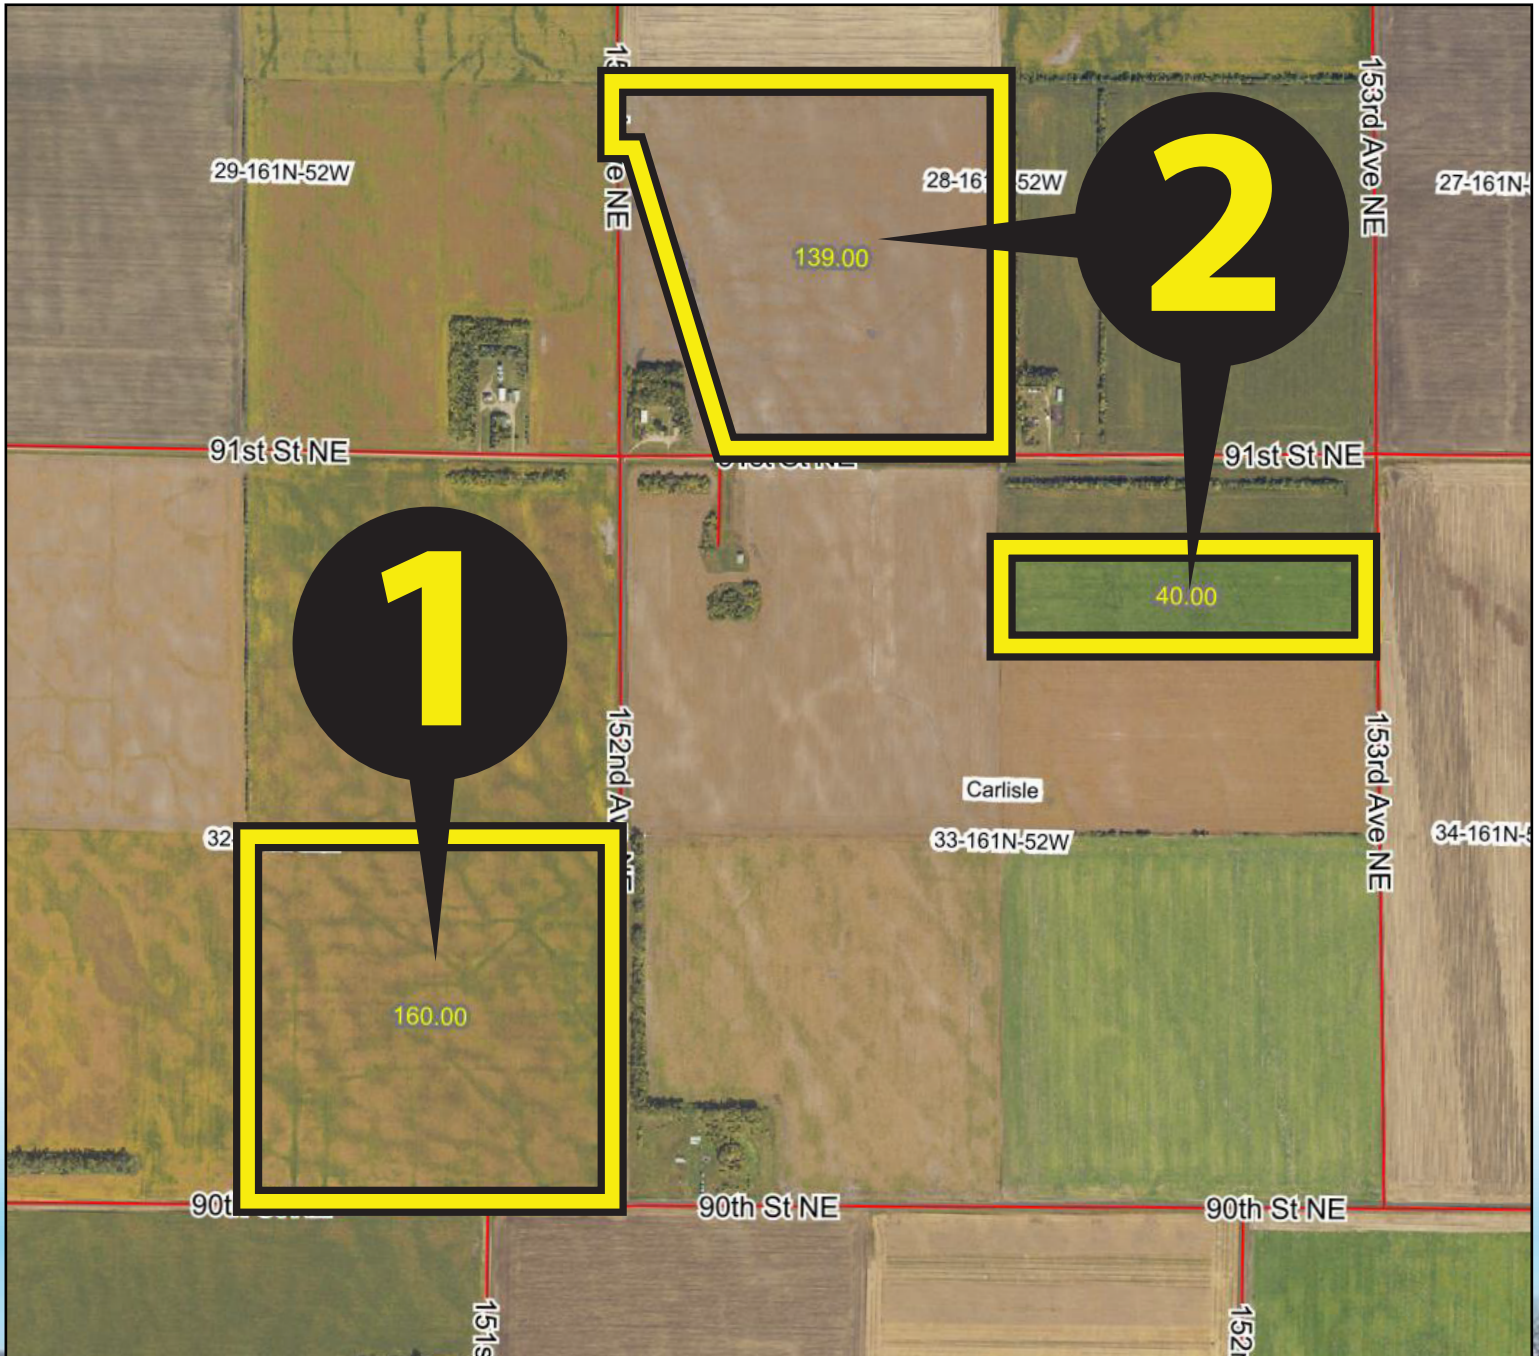 153rd Ave NE
2
29-161N-52W
28-161
52W
27-161N-
e NE
139.00
91st St NE
91st St NE
1
40.00
152nd Av
153rd Ave NE
Carlisle
32
33-161N-52W
34-161N-
160.00
90th St NE
90th St NE